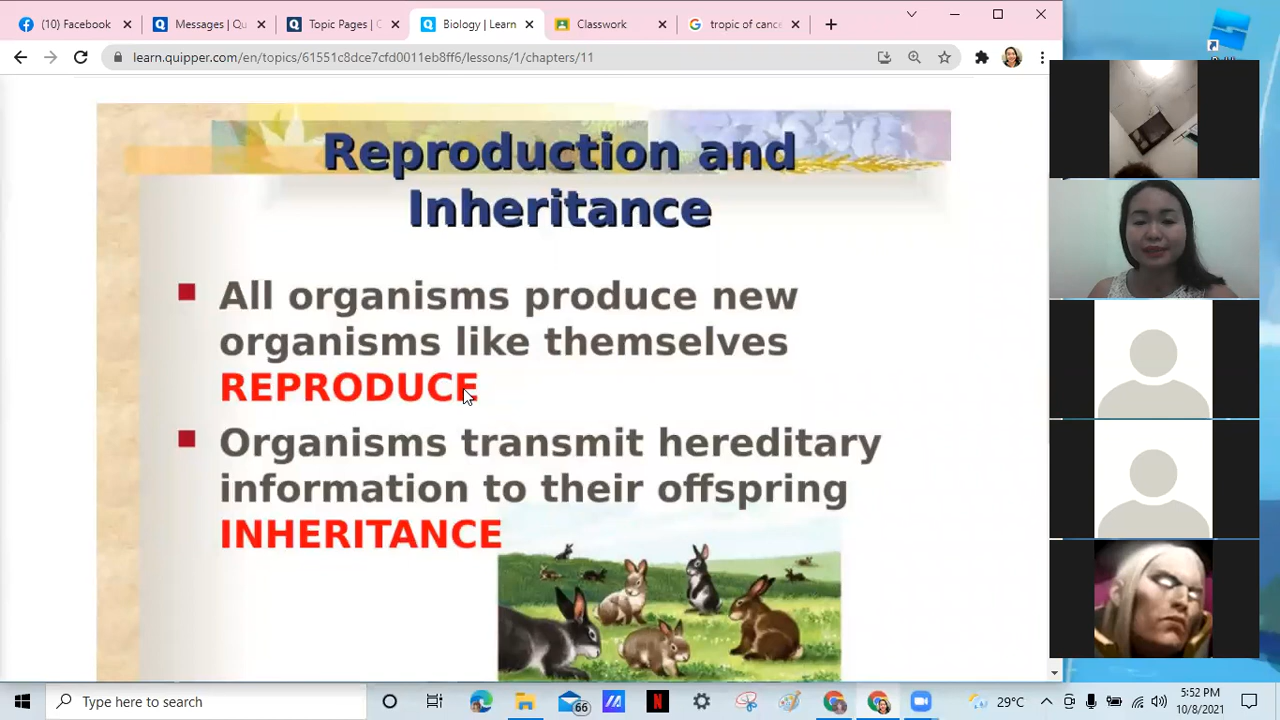 (10) Facebook
Messages | Qu
Topic Pages | C
Biology | Learn
Classwork
tropic of cance
learn.quipper.com/en/topics/61551c8dce7cfd0011eb8ff6/lessons/1/chapters/11
Reproduction and
Inheritance
All organisms produce new
organisms like themselves
REPRODUCE
Organisms transmit hereditary
information to their offspring
INHERITANCE
Type here to search
66
N
29°C
5:52 PM
10/8/2021